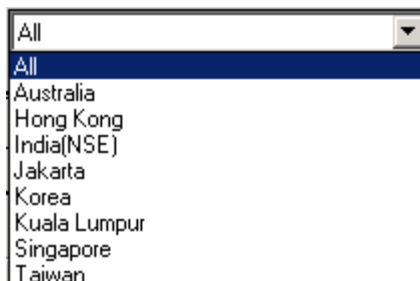 All
All
Australia
Hong Kong
India(NSE)
Jakarta
Korea
Kuala Lumpur
Singapore
Taiwan